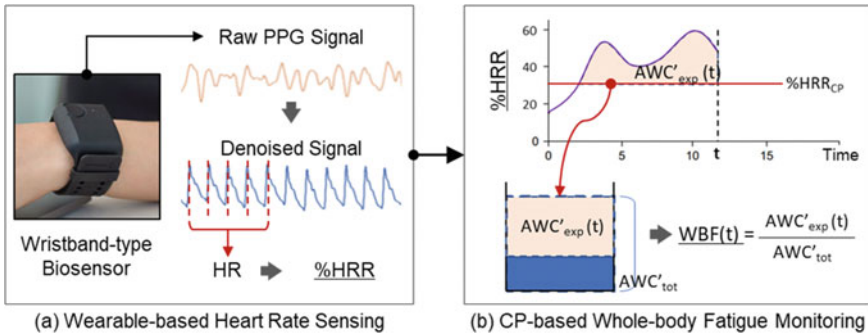 Raw PPG Signal
Denoised Signal
Wristband-type
Biosensor
HR
%HRR
(a) Wearable-based Heart Rate Sensing
60
40
20
0
%HRR
AWC'exp(t)
%HRRCP
0
5
10
t
15
Time
AWC'exp(t)
AWC'tot
WBF(t) = AWC'exp(t)
AWC'tot
(b) CP-based Whole-body Fatigue Monitoring